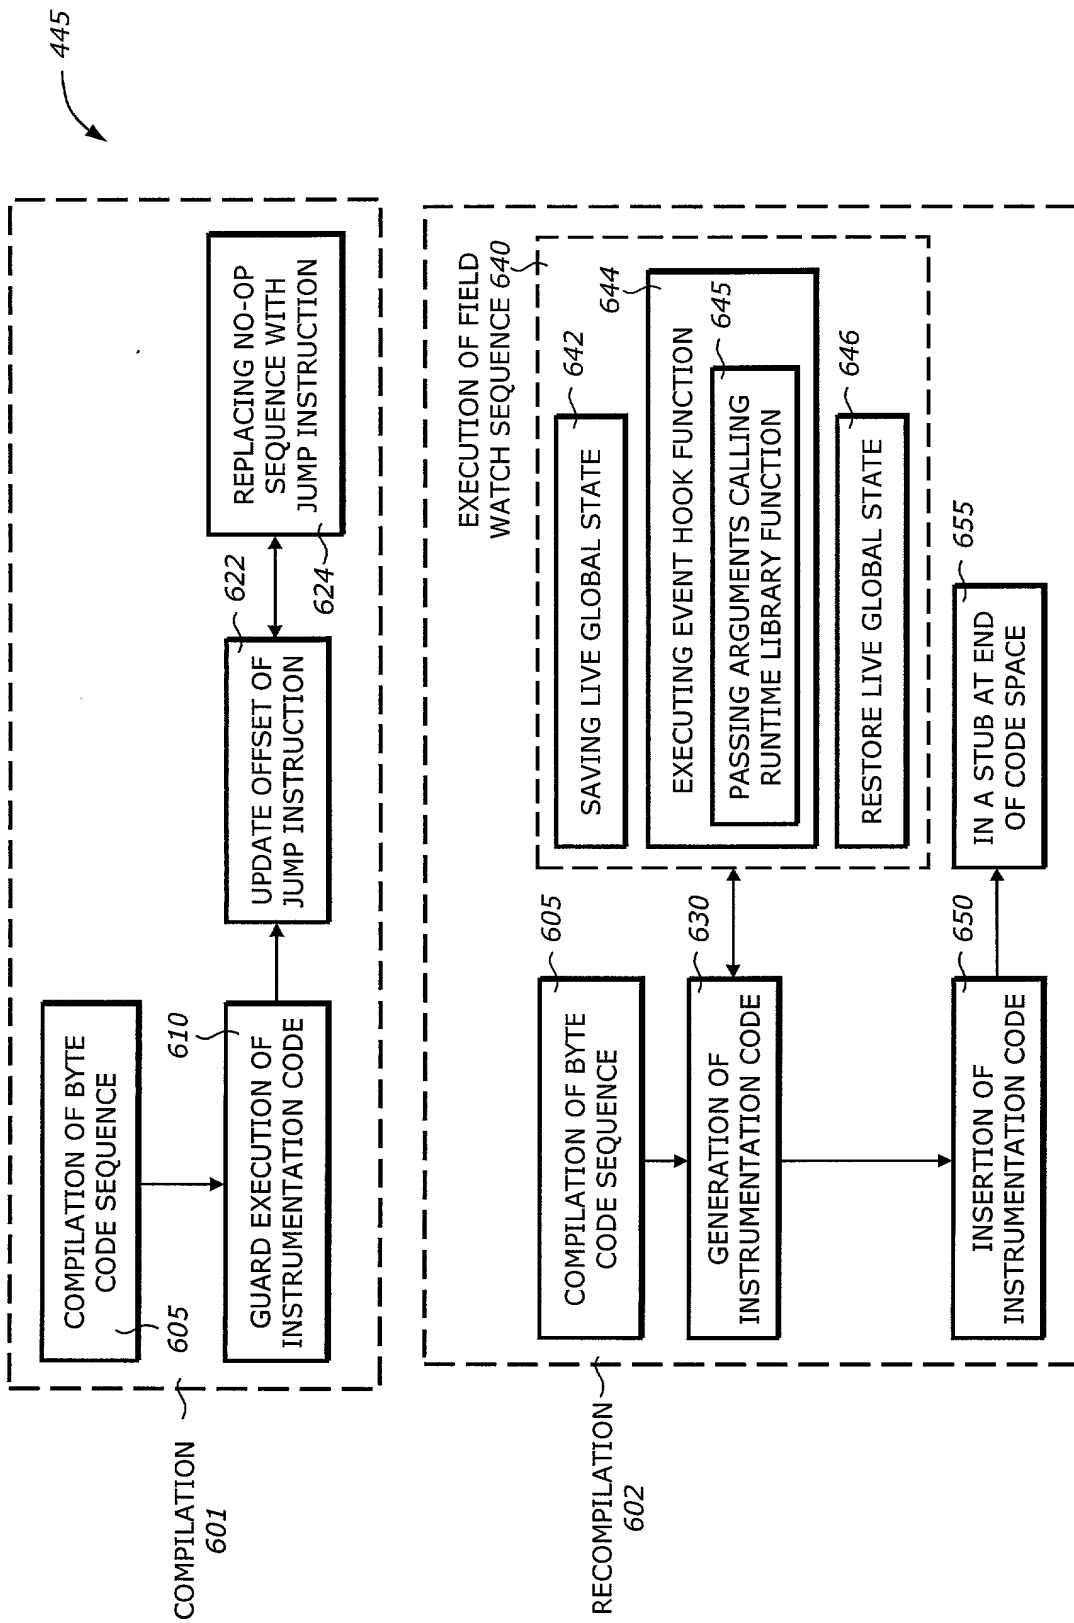 445
COMPILATION
601
COMPILATION OF BYTE
CODE SEQUENCE
605
GUARD EXECUTION OF
INSTRUMENTATION CODE
610
UPDATE OFFSET OF
JUMP INSTRUCTION
622
REPLACING NO-OP
SEQUENCE WITH
JUMP INSTRUCTION
624
RECOMPILATION
602
COMPILATION OF BYTE
CODE SEQUENCE
605
GENERATION OF
INSTRUMENTATION CODE
630
EXECUTION OF FIELD
WATCH SEQUENCE 640
SAVING LIVE GLOBAL STATE
642
EXECUTING EVENT HOOK FUNCTION
644
PASSING ARGUMENTS CALLING
RUNTIME LIBRARY FUNCTION
645
RESTORE LIVE GLOBAL STATE
646
INSERTION OF
INSTRUMENTATION CODE
650
IN A STUB AT END
OF CODE SPACE
655